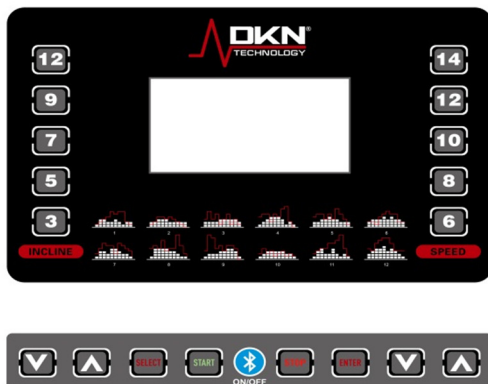 DKN®
TECHNOLOGY
12
14
9
12
7
10
5
8
3
6
1 2 3 4 5 6
INCLINE
SPEED
7 8 9 10 11 12
SELECT START STOP ENTER
ON/OFF